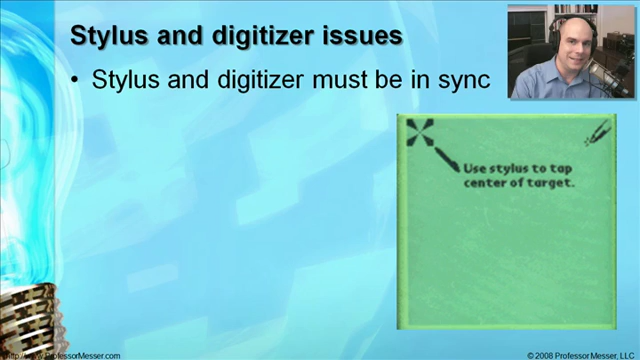 Stylus and digitizer issues
• Stylus and digitizer must be in sync
Use stylus to tap
center of target.
http://www.ProfessorMesser.com
© 2008 Professor Messer, LLC